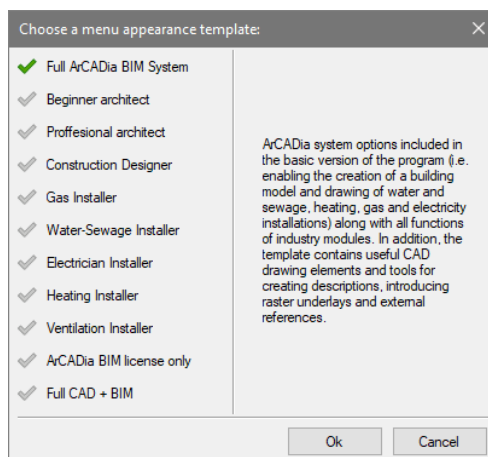 Choose a menu appearance template:
Full ArCADia BIM System
Beginner architect
Proffesional architect
Construction Designer
Gas Installer
Water-Sewage Installer
Electrician Installer
Heating Installer
Ventilation Installer
ArCADia BIM license only
Full CAD + BIM
ArCADia system options included in
the basic version of the program (i.e.
enabling the creation of a building
model and drawing of water and
sewage, heating, gas and electricity
installations) along with all functions
of industry modules. In addition, the
template contains useful CAD
drawing elements and tools for
creating descriptions, introducing
raster underlays and external
references.
Ok
Cancel